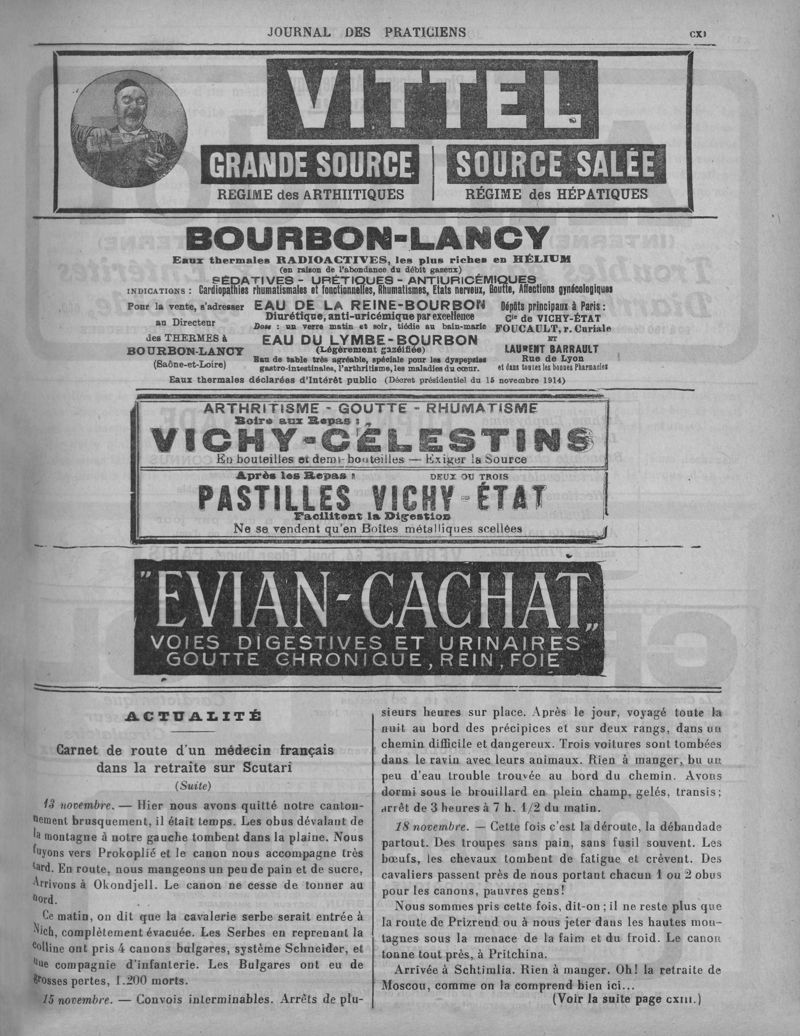 JOURNAL DES PRATICIENS
CXI
VITTEL
GRANDE SOURCE
REGIME des ARTHIITIQUES
SOURCE SALÉE
RÉGIME des HÉPATIQUES
BOURBON-LANCY
Eaux thermales RADIOACTIVES, les plus riches en HÉLIUM
(en raison de l'abondance du débit gazeux)
SÉDATIVES - URÉTIQUES - ANTIURICÉMIQUES
INDICATIONS : Cardiopathies rhumatismales et fonctionnelles, Rhumatismes, Etats nerveux, Goutte, Affections gynécologiques
Pour la vente, s'adresser
au Directeur
des THERMES à
BOURBON-LANCY
(Saône-et-Loire)
EAU DE LA REINE-BOURBON
Diurétique, anti-uricémique par excellence
Dose : un verre matin et soir, tiédie au bain-marie
EAU DU LYMBE-BOURBON
(Légèrement gazéifiée)
Eau de table très agréable, spéciale pour les dyspepsies
gastro-intestinales, l'arthritisme, les maladies du cœur.
Dépôts principaux à Paris :
Cie de VICHY-ÉTAT
FOUCAULT, r. Curiale
ET
LAURENT BARRAULT
Rue de Lyon
et dans toutes les bonnes Pharmacies
Eaux thermales déclarées d'Intérêt public (Décret présidentiel du 15 novembre 1914)
ARTHRITISME - GOUTTE - RHUMATISME
Boire aux Repas :
VICHY-CÉLESTINS
En bouteilles et demi-bouteilles — Exiger la Source
Après les Repas : DEUX OU TROIS
PASTILLES VICHY-ÉTAT
Facilitent la Digestion
Ne se vendent qu'en Boîtes métalliques scellées
"EVIAN-CACHAT„
VOIES DIGESTIVES ET URINAIRES
GOUTTE CHRONIQUE, REIN, FOIE
ACTUALITÉ
Carnet de route d'un médecin français
dans la retraite sur Scutari
(Suite)
13 novembre. — Hier nous avons quitté notre canton-
nement brusquement, il était temps. Les obus dévalant de
la montagne à notre gauche tombent dans la plaine. Nous
fuyons vers Prokoplié et le canon nous accompagne très
tard. En route, nous mangeons un peu de pain et de sucre,
Arrivons à Okondjell. Le canon ne cesse de tonner au
nord.
Ce matin, on dit que la cavalerie serbe serait entrée à
Nich, complètement évacuée. Les Serbes en reprenant la
colline ont pris 4 canons bulgares, système Schneider, et
une compagnie d'infanterie. Les Bulgares ont eu de
grosses pertes, 1.200 morts.
15 novembre. — Convois interminables. Arrêts de plu-
sieurs heures sur place. Après le jour, voyagé toute la
nuit au bord des précipices et sur deux rangs, dans un
chemin difficile et dangereux. Trois voitures sont tombées
dans le ravin avec leurs animaux. Rien à manger, bu un
peu d'eau trouble trouvée au bord du chemin. Avons
dormi sous le brouillard en plein champ, gelés, transis;
arrêt de 3 heures à 7 h. 1/2 du matin.
18 novembre. — Cette fois c'est la déroute, la débandade
partout. Des troupes sans pain, sans fusil souvent. Les
bœufs, les chevaux tombent de fatigue et crèvent. Des
cavaliers passent près de nous portant chacun 1 ou 2 obus
pour les canons, pauvres gens!
Nous sommes pris cette fois, dit-on; il ne reste plus que
la route de Prizrend ou à nous jeter dans les hautes mon-
tagnes sous la menace de la faim et du froid. Le canon
tonne tout près, à Pritchina.
Arrivée à Schtimlia. Rien à manger. Oh! la retraite de
Moscou, comme on la comprend bien ici...
(Voir la suite page CXIII.)